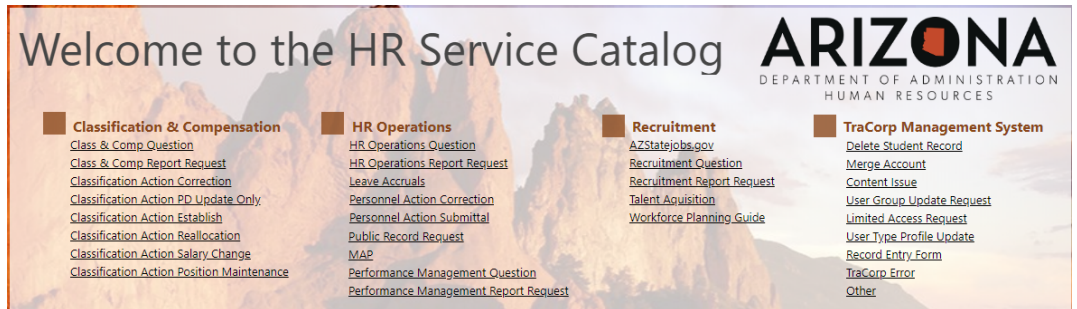 Welcome to the HR Service Catalog
ARIZONA
DEPARTMENT OF ADMINISTRATION
HUMAN RESOURCES
Classification & Compensation
Class & Comp Question
Class & Comp Report Request
Classification Action Correction
Classification Action PD Update Only
Classification Action Establish
Classification Action Reallocation
Classification Action Salary Change
Classification Action Position Maintenance
HR Operations
HR Operations Question
HR Operations Report Request
Leave Accruals
Personnel Action Correction
Personnel Action Submittal
Public Record Request
MAP
Performance Management Question
Performance Management Report Request
Recruitment
AZStatejobs.gov
Recruitment Question
Recruitment Report Request
Talent Aquisition
Workforce Planning Guide
TraCorp Management System
Delete Student Record
Merge Account
Content Issue
User Group Update Request
Limited Access Request
User Type Profile Update
Record Entry Form
TraCorp Error
Other